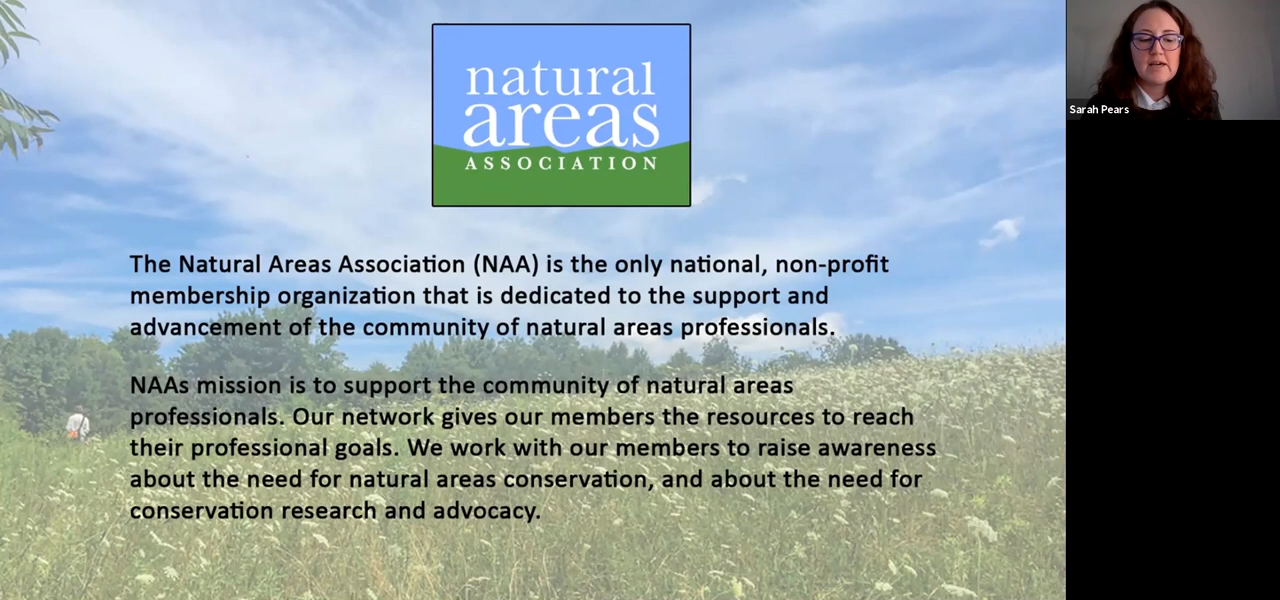 natural
areas
ASSOCIATION
The Natural Areas Association (NAA) is the only national, non-profit
membership organization that is dedicated to the support and
advancement of the community of natural areas professionals.
NAAs mission is to support the community of natural areas
professionals. Our network gives our members the resources to reach
their professional goals. We work with our members to raise awareness
about the need for natural areas conservation, and about the need for
conservation research and advocacy.
Sarah Pears